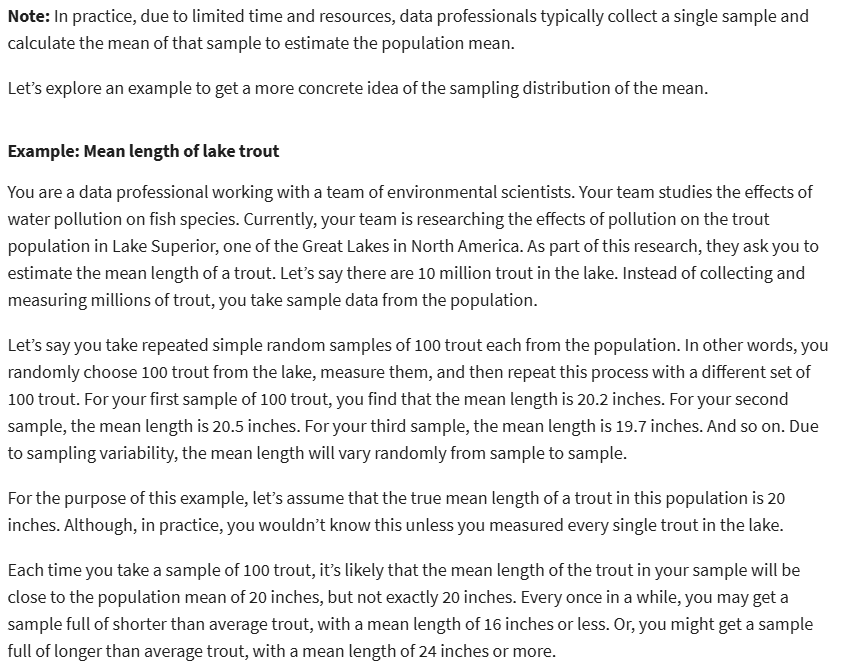 Note: In practice, due to limited time and resources, data professionals typically collect a single sample and
calculate the mean of that sample to estimate the population mean.
Let’s explore an example to get a more concrete idea of the sampling distribution of the mean.
Example: Mean length of lake trout
You are a data professional working with a team of environmental scientists. Your team studies the effects of
water pollution on fish species. Currently, your team is researching the effects of pollution on the trout
population in Lake Superior, one of the Great Lakes in North America. As part of this research, they ask you to
estimate the mean length of a trout. Let’s say there are 10 million trout in the lake. Instead of collecting and
measuring millions of trout, you take sample data from the population.
Let’s say you take repeated simple random samples of 100 trout each from the population. In other words, you
randomly choose 100 trout from the lake, measure them, and then repeat this process with a different set of
100 trout. For your first sample of 100 trout, you find that the mean length is 20.2 inches. For your second
sample, the mean length is 20.5 inches. For your third sample, the mean length is 19.7 inches. And so on. Due
to sampling variability, the mean length will vary randomly from sample to sample.
For the purpose of this example, let’s assume that the true mean length of a trout in this population is 20
inches. Although, in practice, you wouldn’t know this unless you measured every single trout in the lake.
Each time you take a sample of 100 trout, it’s likely that the mean length of the trout in your sample will be
close to the population mean of 20 inches, but not exactly 20 inches. Every once in a while, you may get a
sample full of shorter than average trout, with a mean length of 16 inches or less. Or, you might get a sample
full of longer than average trout, with a mean length of 24 inches or more.